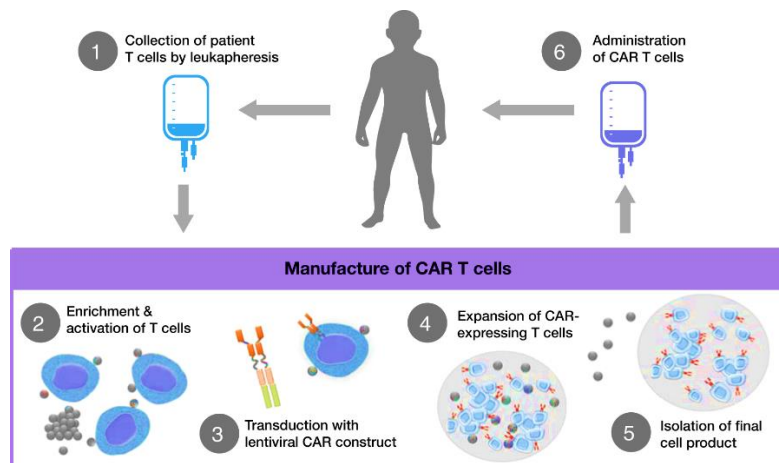 1
Collection of patient
T cells by leukapheresis
6
Administration
of CAR T cells
Manufacture of CAR T cells
2
Enrichment &
activation of T cells
3
Transduction with
lentiviral CAR construct
4
Expansion of CAR-
expressing T cells
5
Isolation of final
cell product